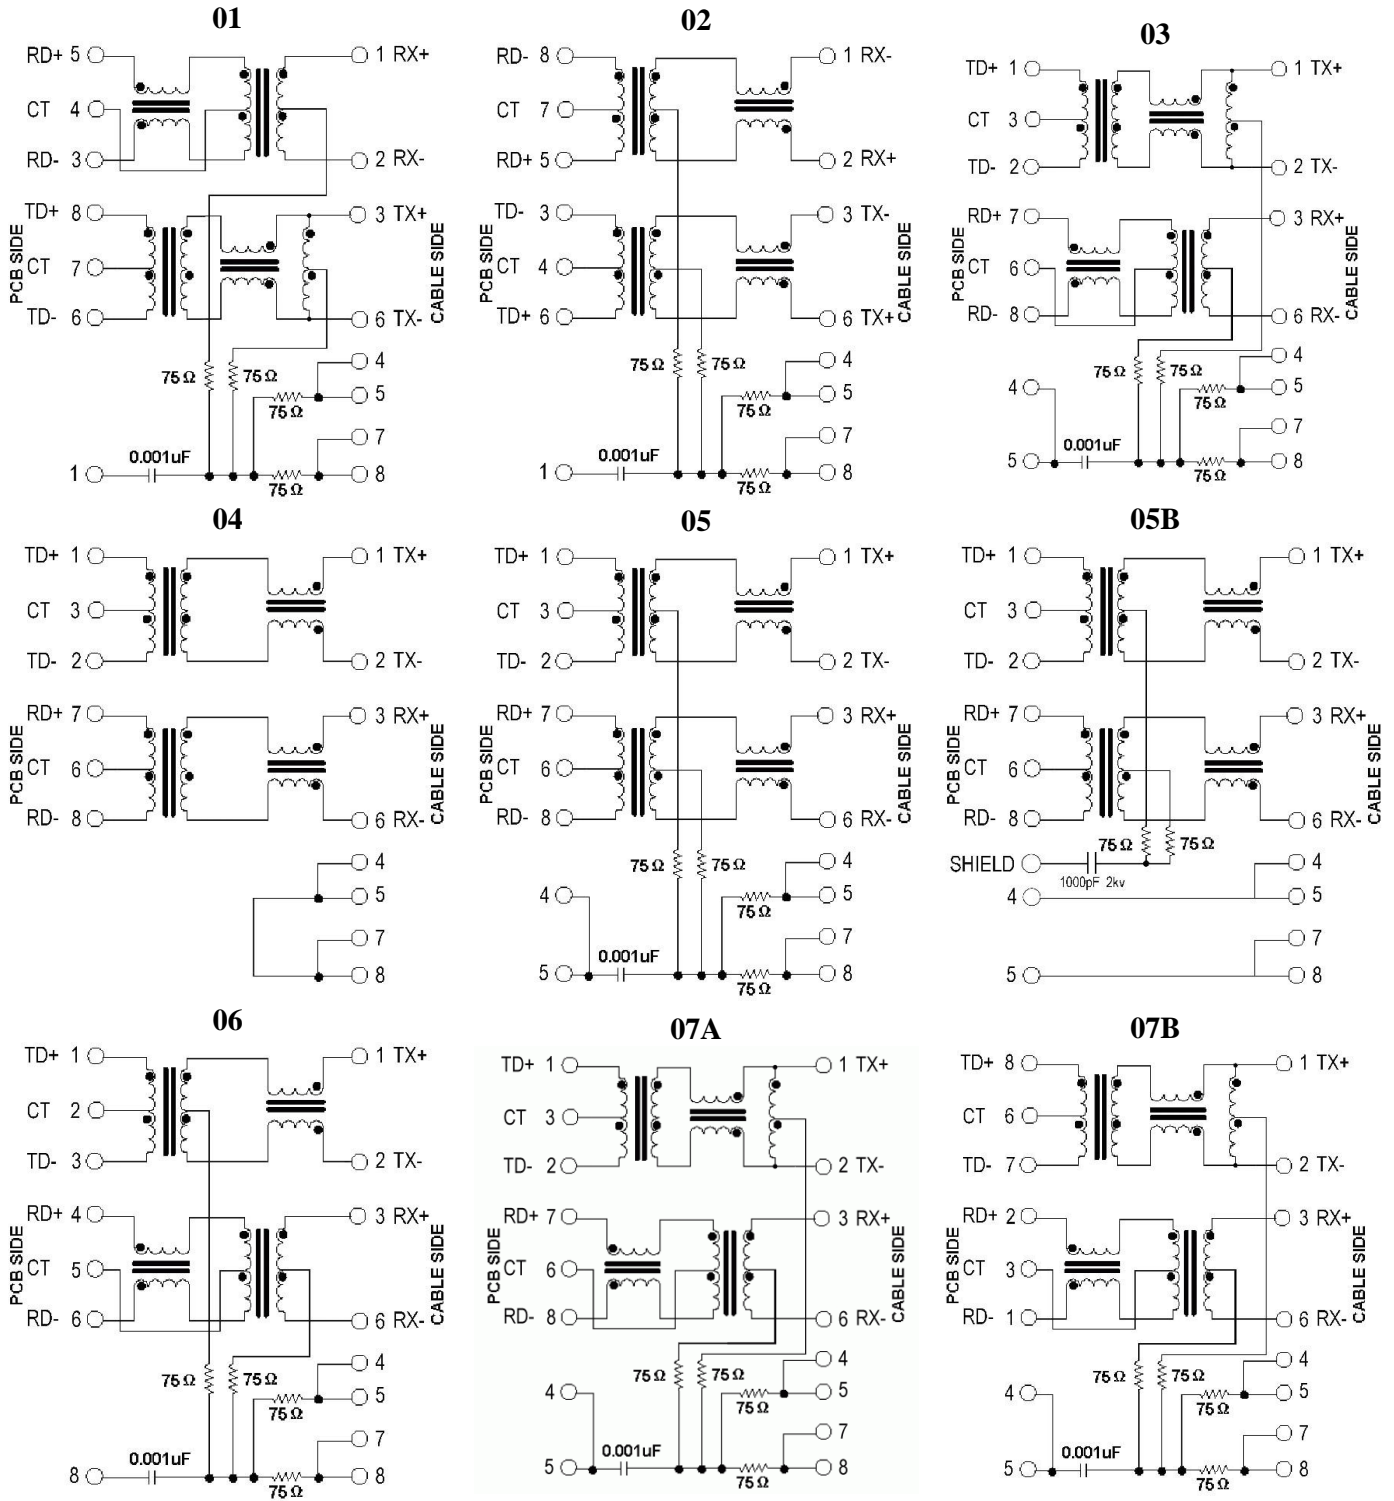 01
RD+ 5
1 RX+
CT 4
RD- 3
2 RX-
TD+ 8
3 TX+
CT 7
TD- 6
6 TX-
PCB SIDE
CABLE SIDE
75Ω
75Ω
4
5
75Ω
7
0.001uF
1
8
75Ω
02
RD- 8
1 RX-
CT 7
RD+ 5
2 RX+
TD- 3
3 TX-
CT 4
TD+ 6
6 TX+
PCB SIDE
CABLE SIDE
75Ω
75Ω
4
5
75Ω
7
0.001uF
1
8
75Ω
03
TD+ 1
1 TX+
CT 3
TD- 2
2 TX-
RD+ 7
3 RX+
CT 6
RD- 8
6 RX-
PCB SIDE
CABLE SIDE
75Ω
75Ω
4
4
5
75Ω
7
0.001uF
5
8
75Ω
04
TD+ 1
1 TX+
CT 3
TD- 2
2 TX-
RD+ 7
3 RX+
CT 6
RD- 8
6 RX-
PCB SIDE
CABLE SIDE
4
5
7
8
05
TD+ 1
1 TX+
CT 3
TD- 2
2 TX-
RD+ 7
3 RX+
CT 6
RD- 8
6 RX-
PCB SIDE
CABLE SIDE
75Ω
75Ω
4
4
5
75Ω
7
0.001uF
5
8
75Ω
05B
TD+ 1
1 TX+
CT 3
TD- 2
2 TX-
RD+ 7
3 RX+
CT 6
RD- 8
6 RX-
PCB SIDE
CABLE SIDE
75Ω
75Ω
SHIELD
4
1000pF 2kv
4
5
7
5
8
06
TD+ 1
1 TX+
CT 2
TD- 3
2 TX-
RD+ 4
3 RX+
CT 5
RD- 6
6 RX-
PCB SIDE
CABLE SIDE
75Ω
75Ω
4
5
75Ω
7
0.001uF
8
8
75Ω
07A
TD+ 1
1 TX+
CT 3
TD- 2
2 TX-
RD+ 7
3 RX+
CT 6
RD- 8
6 RX-
PCB SIDE
CABLE SIDE
75Ω
75Ω
4
4
5
75Ω
7
0.001uF
5
8
75Ω
07B
TD+ 8
1 TX+
CT 6
TD- 7
2 TX-
RD+ 2
3 RX+
CT 3
RD- 1
6 RX-
PCB SIDE
CABLE SIDE
75Ω
75Ω
4
4
5
75Ω
7
0.001uF
5
8
75Ω